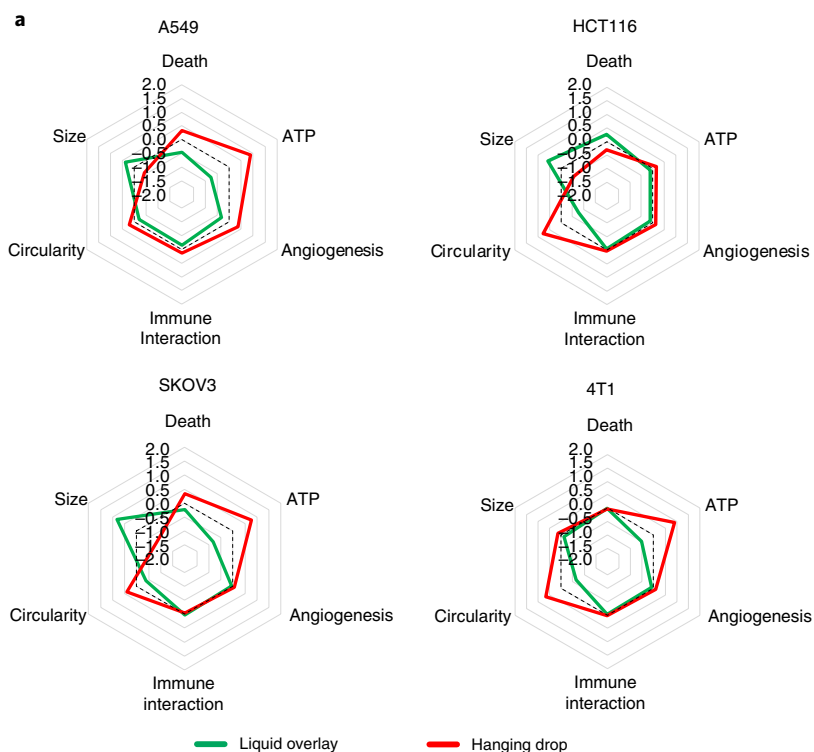 a
A549
Death
2.0
1.5
1.0
0.5
0.0
–0.5
–1.0
–1.5
–2.0
Size
ATP
Circularity
Angiogenesis
Immune
Interaction
HCT116
Death
2.0
1.5
1.0
0.5
0.0
–0.5
–1.0
–1.5
–2.0
Size
ATP
Circularity
Angiogenesis
Immune
Interaction
SKOV3
Death
2.0
1.5
1.0
0.5
0.0
–0.5
–1.0
–1.5
–2.0
Size
ATP
Circularity
Angiogenesis
Immune
interaction
4T1
Death
2.0
1.5
1.0
0.5
0.0
–0.5
–1.0
–1.5
–2.0
Size
ATP
Circularity
Angiogenesis
Immune
interaction
Liquid overlay
Hanging drop